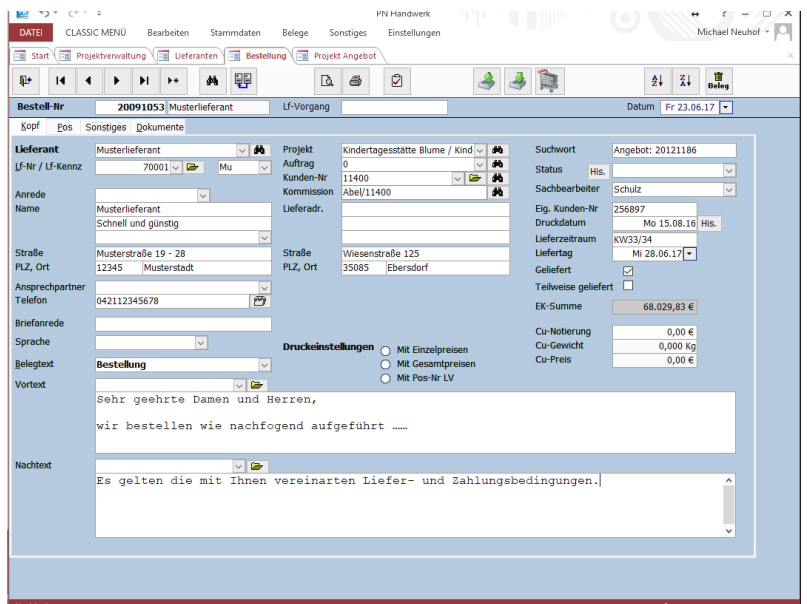 PN Handwerk
DATEI CLASSIC MENÜ Bearbeiten Stammdaten Belege Sonstiges Einstellungen Michael Neuhof
Start Projektverwaltung Lieferanten Bestellung Projekt Angebot
Beleg
Bestell-Nr 20091053 Musterlieferant Lf-Vorgang Datum Fr 23.06.17
Kopf Pos Sonstiges Dokumente
Lieferant Musterlieferant Projekt Kindertagesstätte Blume / Kind Suchwort Angebot: 20121186
Lf-Nr / Lf-Kennz 70001 Mu Auftrag 0 Status His.
Kunden-Nr 11400
Anrede Kommission Abel/11400 Sachbearbeiter Schulz
Name Musterlieferant Lieferadr. Eig. Kunden-Nr 256897
Schnell und günstig Druckdatum Mo 15.08.16 His.
Lieferzeitraum KW33/34
Straße Musterstraße 19 - 28 Straße Wiesenstraße 125 Liefertag Mi 28.06.17
PLZ, Ort 12345 Musterstadt PLZ, Ort 35085 Ebersdorf Geliefert
Ansprechpartner Teilweise geliefert
Telefon 042112345678 EK-Summe 68.029,83 €
Briefanrede Cu-Notierung 0,00 €
Sprache Druckeinstellungen Mit Einzelpreisen Cu-Gewicht 0,000 Kg
Belegtext Bestellung Mit Gesamtpreisen Cu-Preis 0,00 €
Vortext Mit Pos-Nr LV
Sehr geehrte Damen und Herren,
wir bestellen wie nachfogend aufgeführt ……
Nachtext
Es gelten die mit Ihnen vereinarten Liefer- und Zahlungsbedingungen.